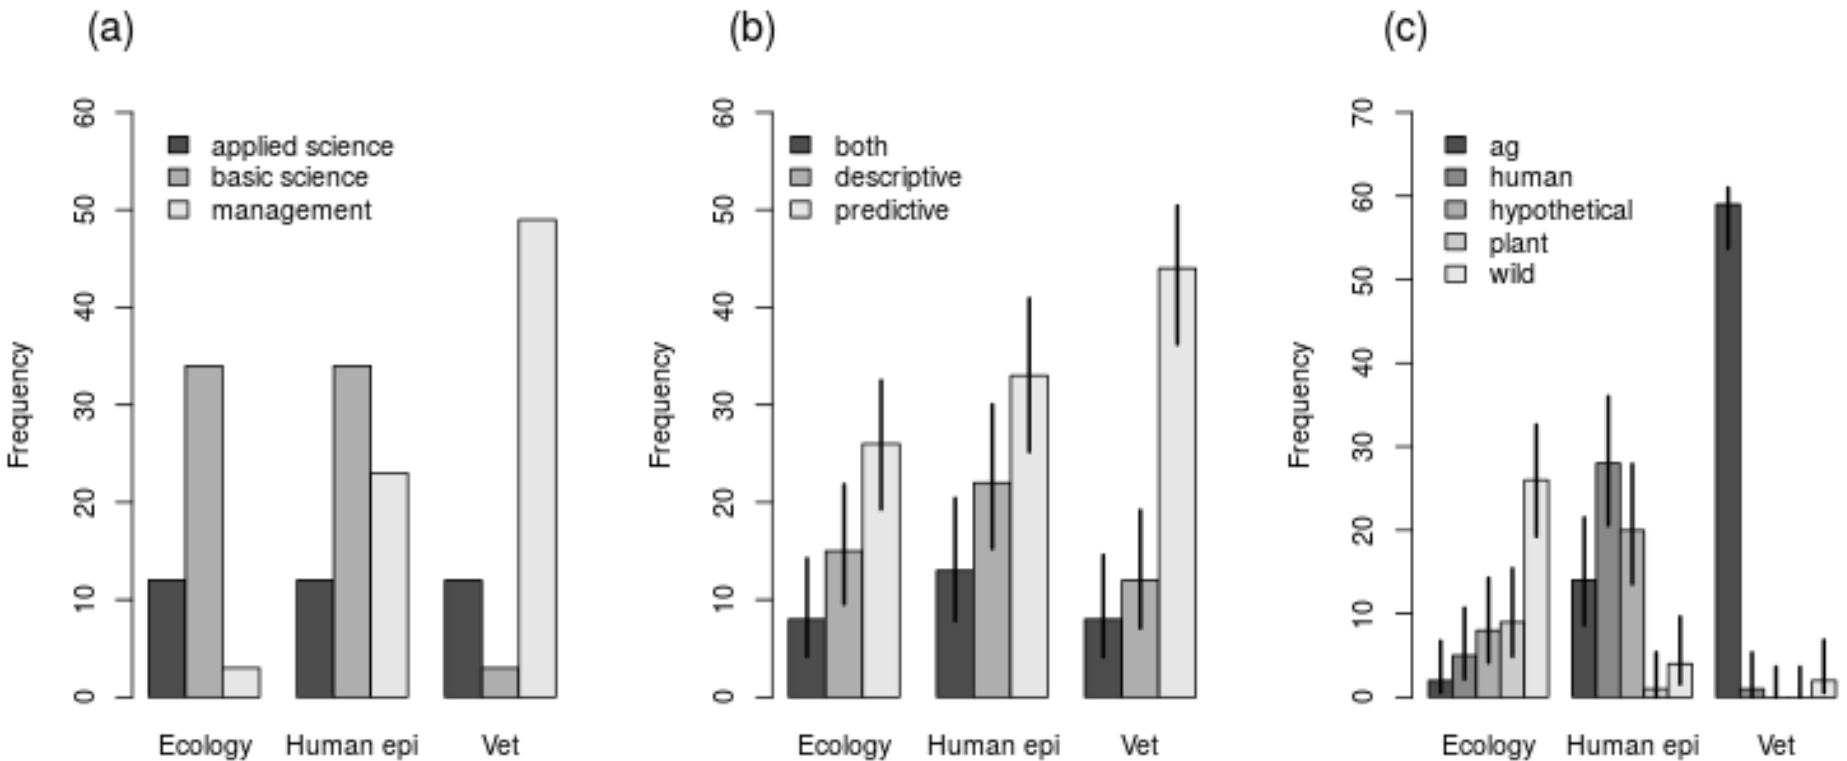 (a)
Frequency
60
50
40
30
20
10
0
applied science
basic science
management
Ecology Human epi Vet
(b)
Frequency
60
50
40
30
20
10
0
both
descriptive
predictive
Ecology Human epi Vet
(c)
Frequency
70
60
50
40
30
20
10
0
ag
human
hypothetical
plant
wild
Ecology Human epi Vet